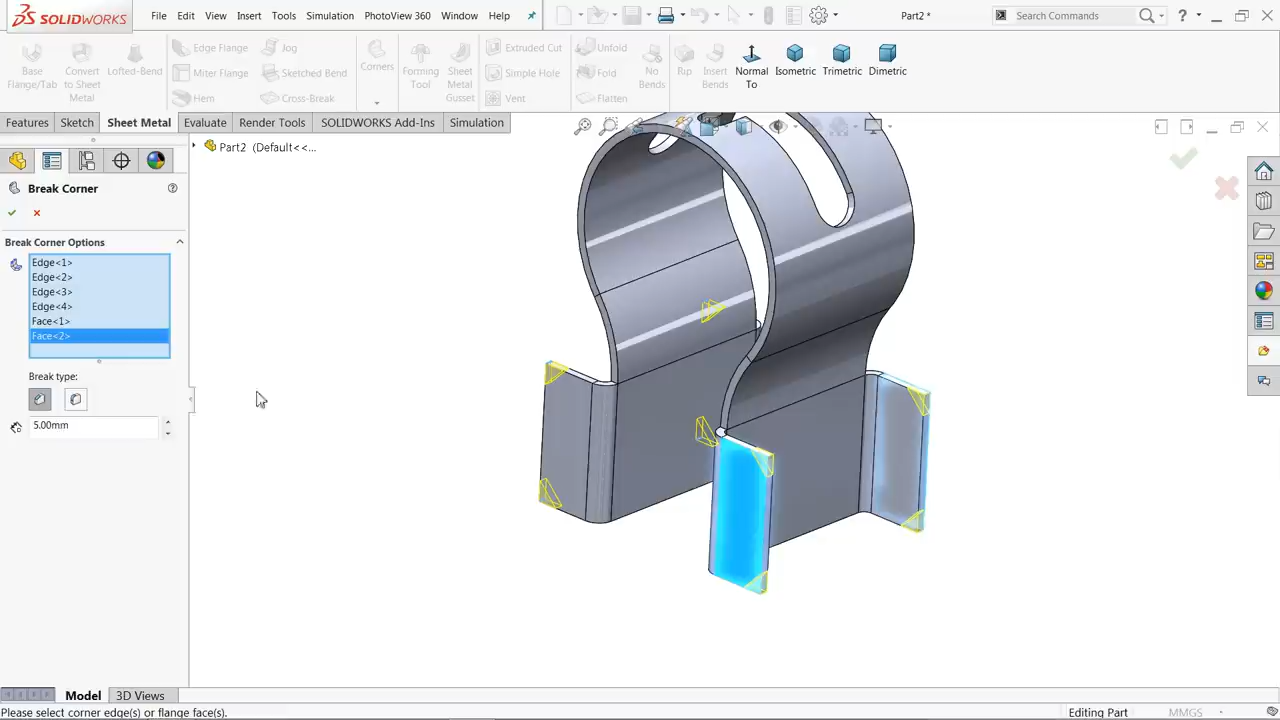 SOLIDWORKS File Edit View Insert Tools Simulation PhotoView 360 Window Help Part2 * Search Commands ?
Edge Flange Jog Extruded Cut Unfold
Base Flange/Tab Convert to Sheet Metal Lofted-Bend Miter Flange Sketched Bend Corners Forming Tool Sheet Metal Gusset Simple Hole Fold No Bends Rip Insert Bends Normal To Isometric Trimetric Dimetric
Hem Cross-Break Vent Flatten
Features Sketch Sheet Metal Evaluate Render Tools SOLIDWORKS Add-Ins Simulation
Part2 (Default<<...
Break Corner ?
Break Corner Options
Edge<1>
Edge<2>
Edge<3>
Edge<4>
Face<1>
Face<2>
Break type:
5.00mm
Model 3D Views
Please select corner edge(s) or flange face(s). Editing Part MMGS